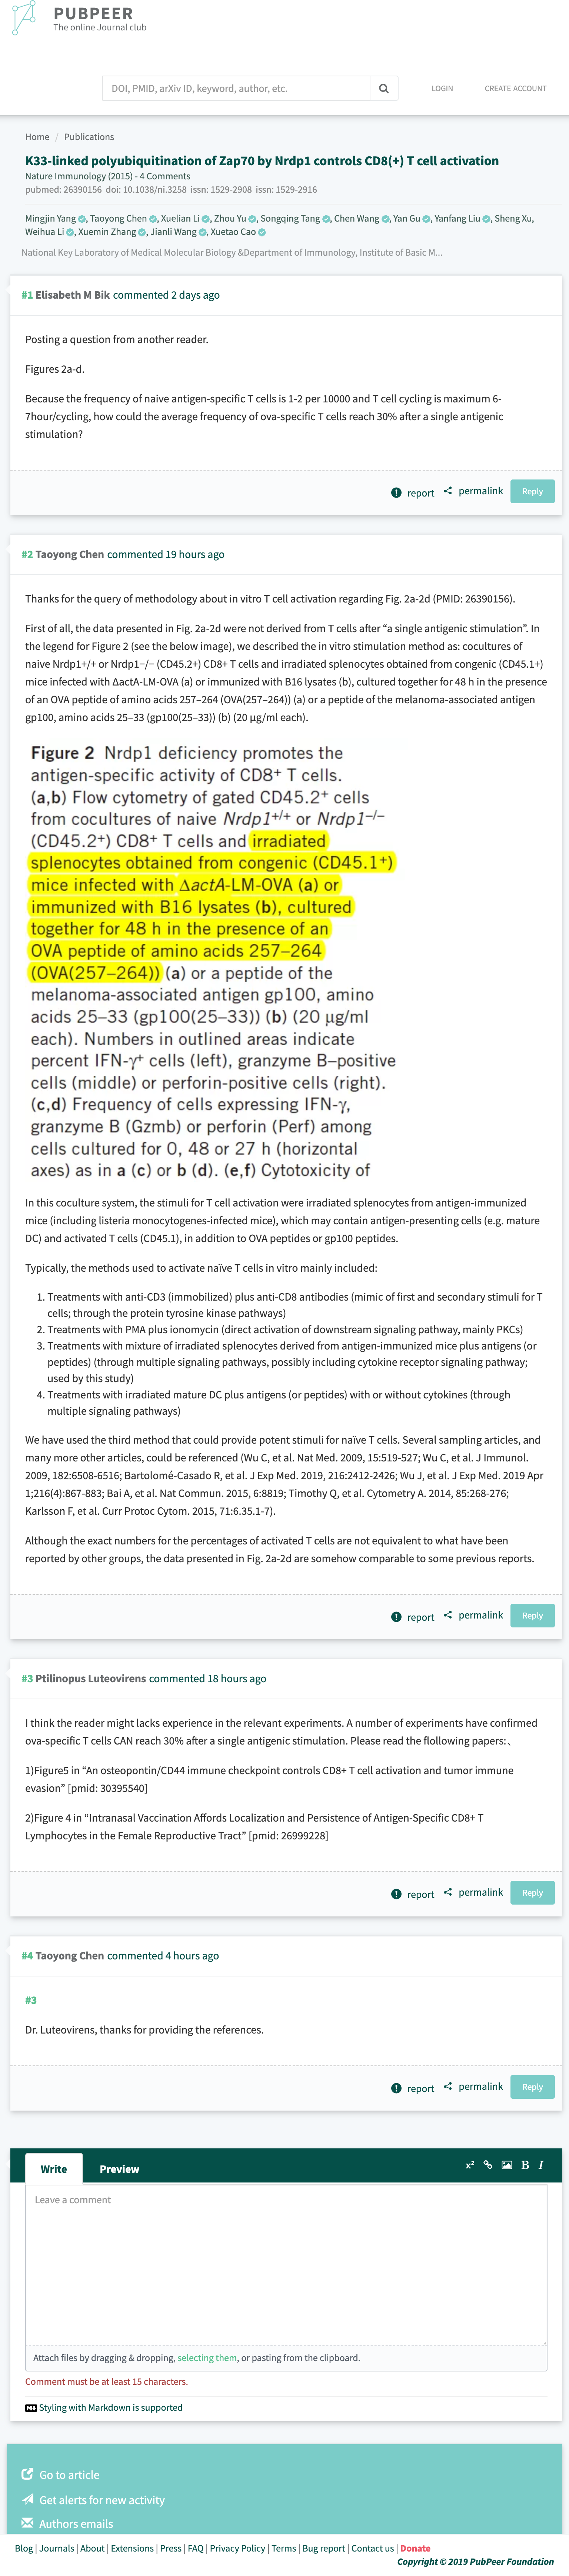 PUBPEER
The online Journal club
DOI, PMID, arXiv ID, keyword, author, etc.
LOGIN
CREATE ACCOUNT
Home / Publications
K33-linked polyubiquitination of Zap70 by Nrdp1 controls CD8(+) T cell activation
Nature Immunology (2015) - 4 Comments
pubmed: 26390156 doi: 10.1038/ni.3258 issn: 1529-2908 issn: 1529-2916
Mingjin Yang, Taoyong Chen, Xuelian Li, Zhou Yu, Songqing Tang, Chen Wang, Yan Gu, Yanfang Liu, Sheng Xu,
Weihua Li, Xuemin Zhang, Jianli Wang, Xuetao Cao
National Key Laboratory of Medical Molecular Biology &Department of Immunology, Institute of Basic M...
#1 Elisabeth M Bik commented 2 days ago
Posting a question from another reader.
Figures 2a-d.
Because the frequency of naive antigen-specific T cells is 1-2 per 10000 and T cell cycling is maximum 6-
7hour/cycling, how could the average frequency of ova-specific T cells reach 30% after a single antigenic
stimulation?
report permalink Reply
#2 Taoyong Chen commented 19 hours ago
Thanks for the query of methodology about in vitro T cell activation regarding Fig. 2a-2d (PMID: 26390156).
First of all, the data presented in Fig. 2a-2d were not derived from T cells after “a single antigenic stimulation”. In
the legend for Figure 2 (see the below image), we described the in vitro stimulation method as: cocultures of
naive Nrdp1+/+ or Nrdp1−/− (CD45.2+) CD8+ T cells and irradiated splenocytes obtained from congenic (CD45.1+)
mice infected with ΔactA-LM-OVA (a) or immunized with B16 lysates (b), cultured together for 48 h in the presence
of an OVA peptide of amino acids 257–264 (OVA(257–264)) (a) or a peptide of the melanoma-associated antigen
gp100, amino acids 25–33 (gp100(25–33)) (b) (20 μg/ml each).
Figure 2 Nrdp1 deficiency promotes the
antigen-specific activity of CD8+ T cells.
(a,b) Flow cytometry of gated CD45.2+ cells
from cocultures of naive Nrdp1+/+ or Nrdp1−/−
(CD45.2+) CD8+ T cells and irradiated
splenocytes obtained from congenic (CD45.1+)
mice infected with ΔactA-LM-OVA (a) or
immunized with B16 lysates (b), cultured
together for 48 h in the presence of an
OVA peptide of amino acids 257–264
(OVA(257–264)) (a) or a peptide of the
melanoma-associated antigen gp100, amino
acids 25–33 (gp100(25–33)) (b) (20 μg/ml
each). Numbers in outlined areas indicate
percent IFN-γ+ cells (left), granzyme B–positive
cells (middle) or perforin-positive cells (right).
(c,d) Frequency of cells expressing IFN-γ,
granzyme B (Gzmb) or perforin (Perf) among
cells cultured for 0, 48 or 27 h (horizontal
axes) as in a (c) or b (d). (e,f) Cytotoxicity of
In this coculture system, the stimuli for T cell activation were irradiated splenocytes from antigen-immunized
mice (including listeria monocytogenes-infected mice), which may contain antigen-presenting cells (e.g. mature
DC) and activated T cells (CD45.1), in addition to OVA peptides or gp100 peptides.
Typically, the methods used to activate naïve T cells in vitro mainly included:
1. Treatments with anti-CD3 (immobilized) plus anti-CD8 antibodies (mimic of first and secondary stimuli for T
cells; through the protein tyrosine kinase pathways)
2. Treatments with PMA plus ionomycin (direct activation of downstream signaling pathway, mainly PKCs)
3. Treatments with mixture of irradiated splenocytes derived from antigen-immunized mice plus antigens (or
peptides) (through multiple signaling pathways, possibly including cytokine receptor signaling pathway;
used by this study)
4. Treatments with irradiated mature DC plus antigens (or peptides) with or without cytokines (through
multiple signaling pathways)
We have used the third method that could provide potent stimuli for naïve T cells. Several sampling articles, and
many more other articles, could be referenced (Wu C, et al. Nat Med. 2009, 15:519-527; Wu C, et al. J Immunol.
2009, 182:6508-6516; Bartolomé-Casado R, et al. J Exp Med. 2019, 216:2412-2426; Wu J, et al. J Exp Med. 2019 Apr
1;216(4):867-883; Bai A, et al. Nat Commun. 2015, 6:8819; Timothy Q, et al. Cytometry A. 2014, 85:268-276;
Karlsson F, et al. Curr Protoc Cytom. 2015, 71:6.35.1-7).
Although the exact numbers for the percentages of activated T cells are not equivalent to what have been
reported by other groups, the data presented in Fig. 2a-2d are somehow comparable to some previous reports.
report permalink Reply
#3 Ptilinopus Luteovirens commented 18 hours ago
I think the reader might lacks experience in the relevant experiments. A number of experiments have confirmed
ova-specific T cells CAN reach 30% after a single antigenic stimulation. Please read the fllowing papers:、
1)Figure5 in “An osteopontin/CD44 immune checkpoint controls CD8+ T cell activation and tumor immune
evasion” [pmid: 30395540]
2)Figure 4 in “Intranasal Vaccination Affords Localization and Persistence of Antigen-Specific CD8+ T
Lymphocytes in the Female Reproductive Tract” [pmid: 26999228]
report permalink Reply
#4 Taoyong Chen commented 4 hours ago
#3
Dr. Luteovirens, thanks for providing the references.
report permalink Reply
Write Preview x² B I
Leave a comment
Attach files by dragging & dropping, selecting them, or pasting from the clipboard.
Comment must be at least 15 characters.
Styling with Markdown is supported
Go to article
Get alerts for new activity
Authors emails
Blog | Journals | About | Extensions | Press | FAQ | Privacy Policy | Terms | Bug report | Contact us | Donate
Copyright © 2019 PubPeer Foundation